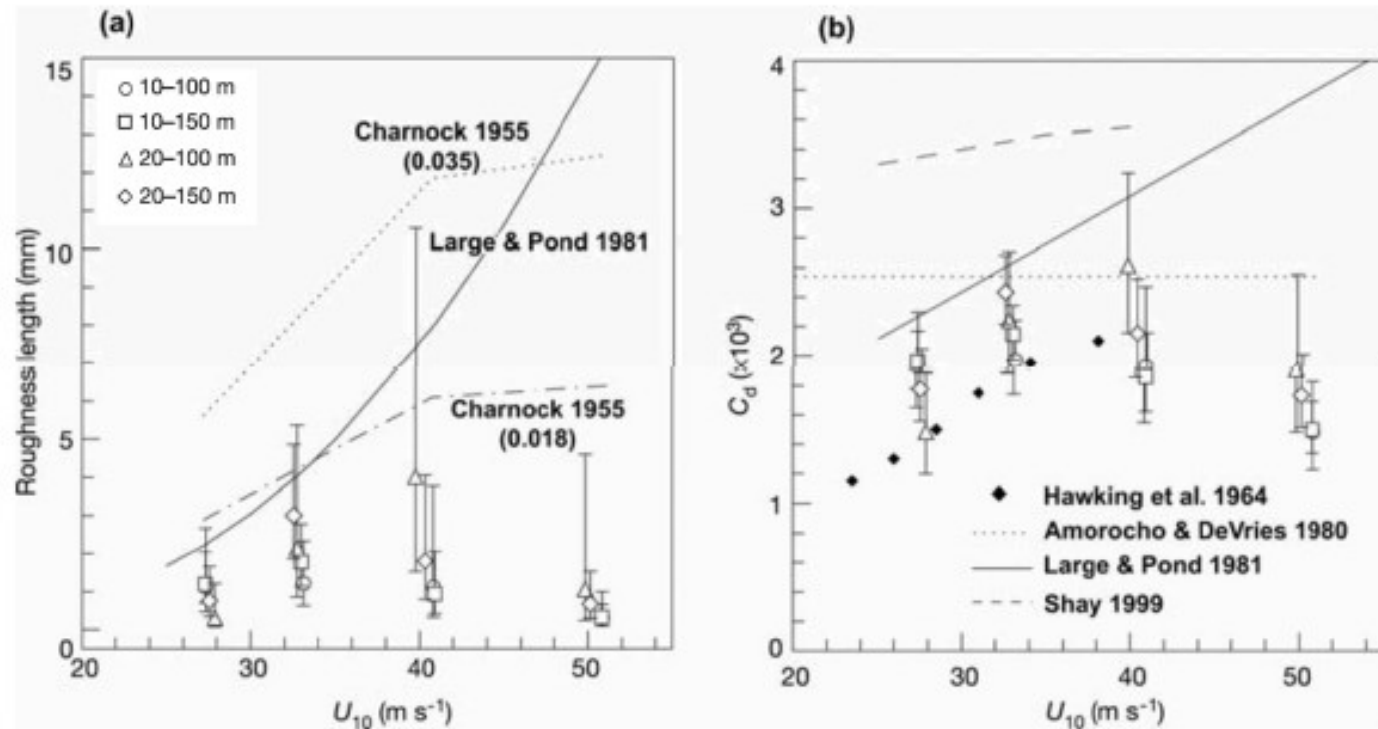 (a)
15
10
5
0
Roughness length (mm)
10–100 m
10–150 m
20–100 m
20–150 m
Charnock 1955
(0.035)
Large & Pond 1981
Charnock 1955
(0.018)
20
30
40
50
U10 (m s−1)
(b)
4
3
2
1
0
Cd (×10³)
Hawking et al. 1964
Amorocho & DeVries 1980
Large & Pond 1981
Shay 1999
20
30
40
50
U10 (m s−1)